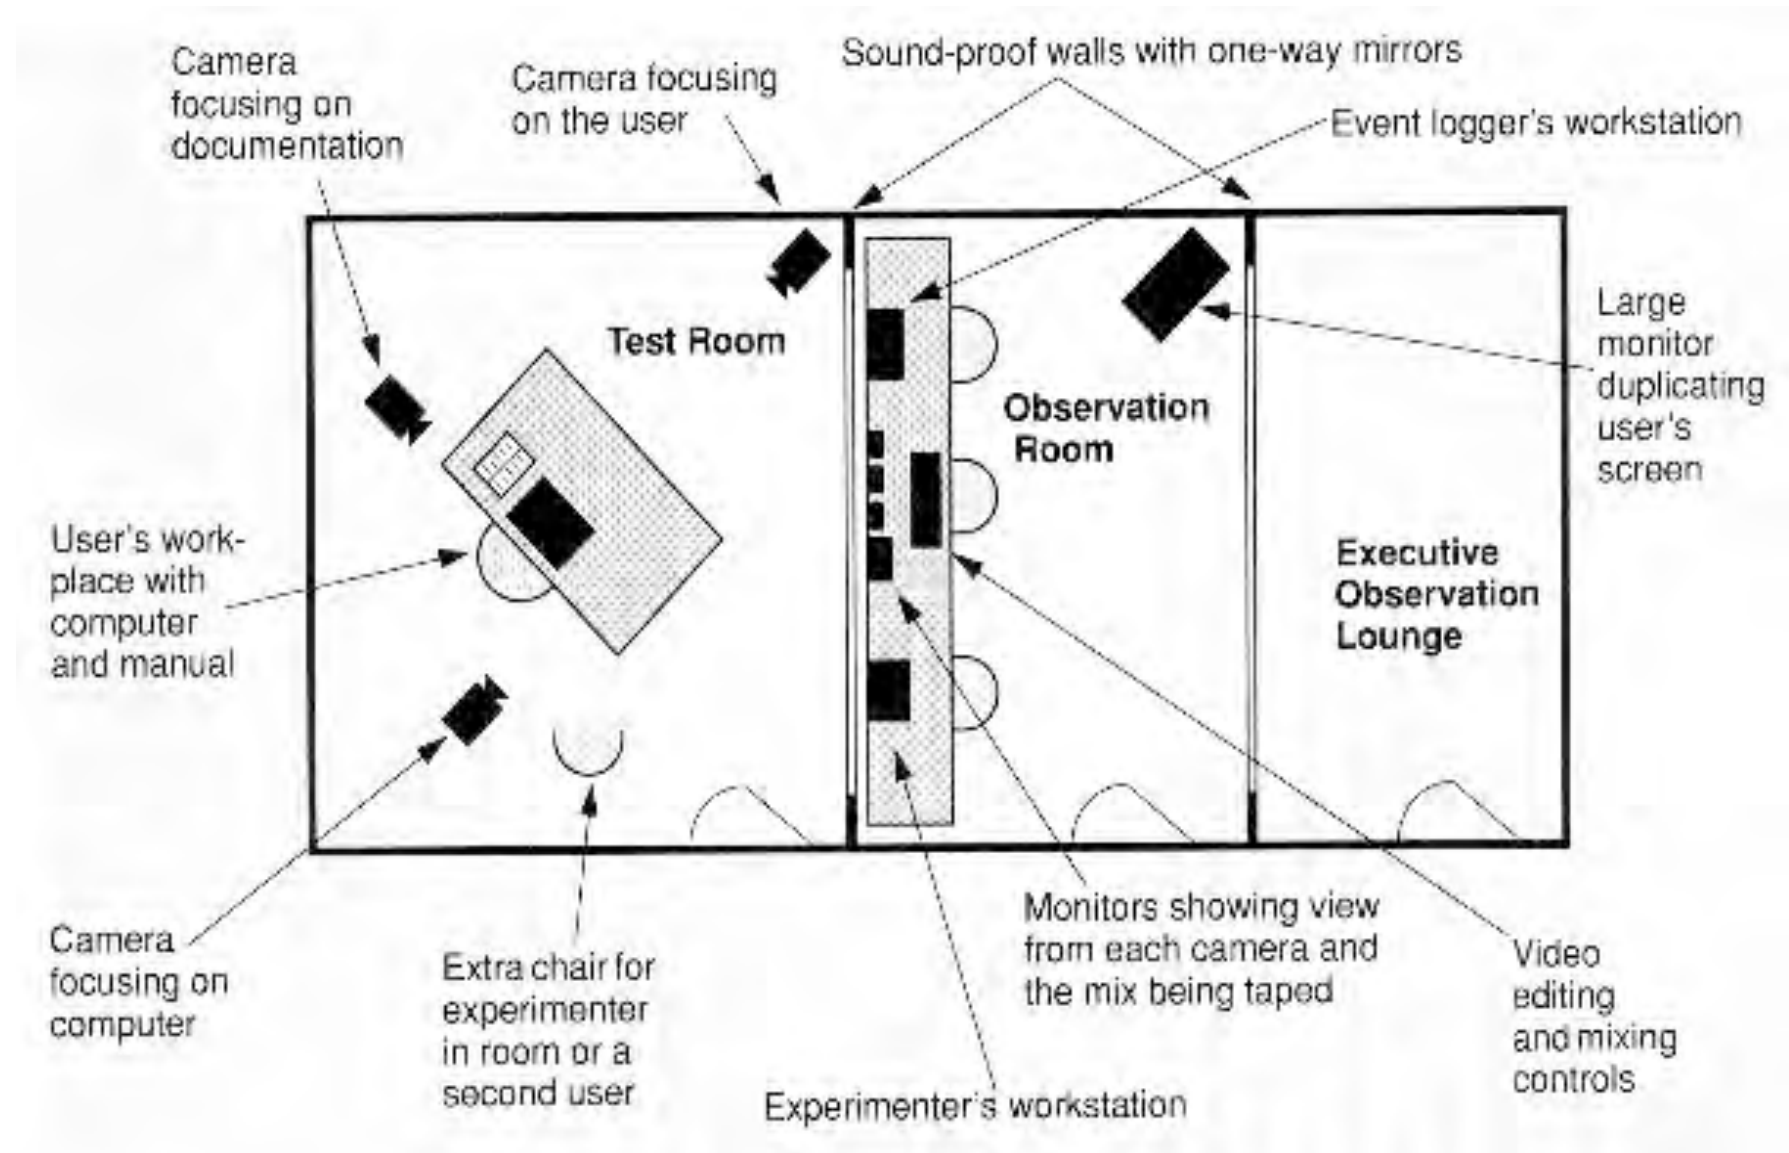 Camera
focusing on
documentation
Camera focusing
on the user
Sound-proof walls with one-way mirrors
Event logger's workstation
Test Room
Observation
Room
Large
monitor
duplicating
user's
screen
User's work-
place with
computer
and manual
Executive
Observation
Lounge
Camera
focusing on
computer
Extra chair for
experimenter
in room or a
second user
Monitors showing view
from each camera and
the mix being taped
Video
editing
and mixing
controls
Experimenter's workstation